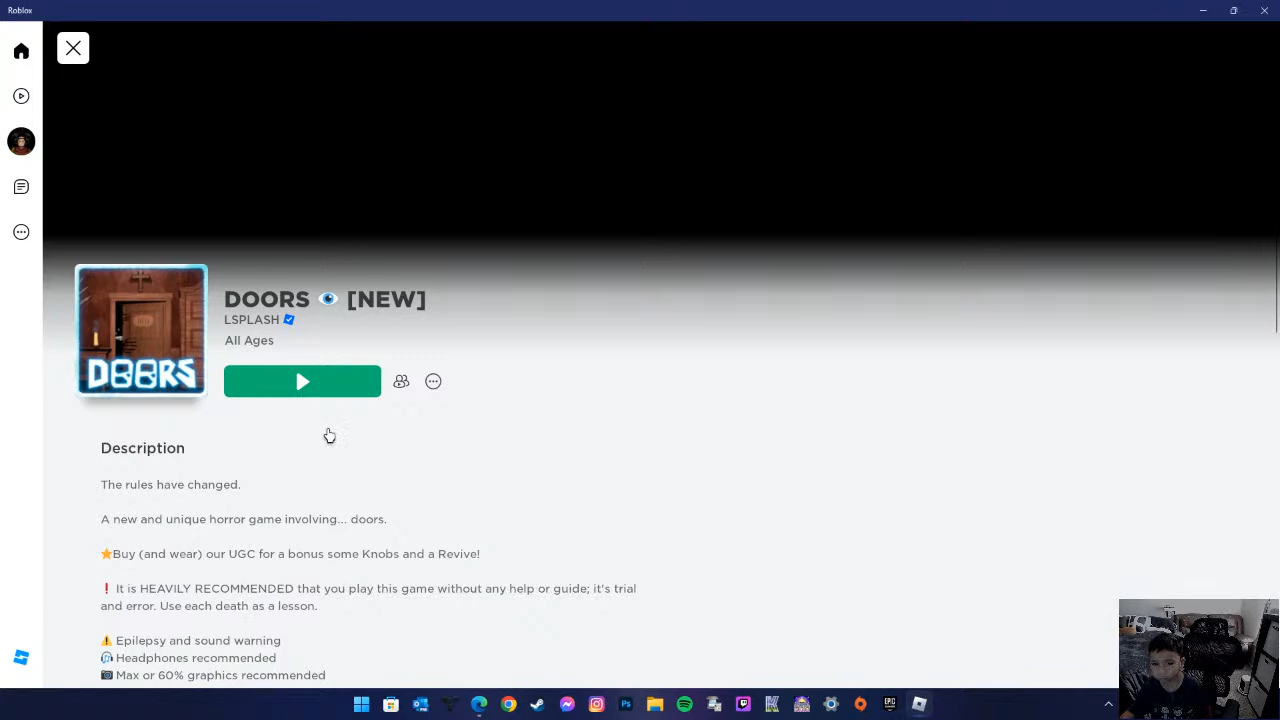 Roblox
DOORS 👁 [NEW]
LSPLASH
All Ages
DOORS
Description
The rules have changed.
A new and unique horror game involving... doors.
⭐Buy (and wear) our UGC for a bonus some Knobs and a Revive!
❗ It is HEAVILY RECOMMENDED that you play this game without any help or guide; it's trial
and error. Use each death as a lesson.
⚠️ Epilepsy and sound warning
🎧 Headphones recommended
📷 Max or 60% graphics recommended